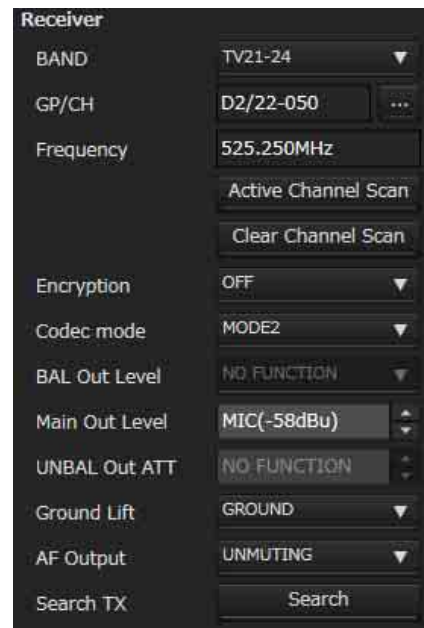 Receiver
BAND TV21-24
GP/CH D2/22-050 ...
Frequency 525.250MHz
Active Channel Scan
Clear Channel Scan
Encryption OFF
Codec mode MODE2
BAL Out Level NO FUNCTION
Main Out Level MIC(-58dBu)
UNBAL Out ATT NO FUNCTION
Ground Lift GROUND
AF Output UNMUTING
Search TX Search